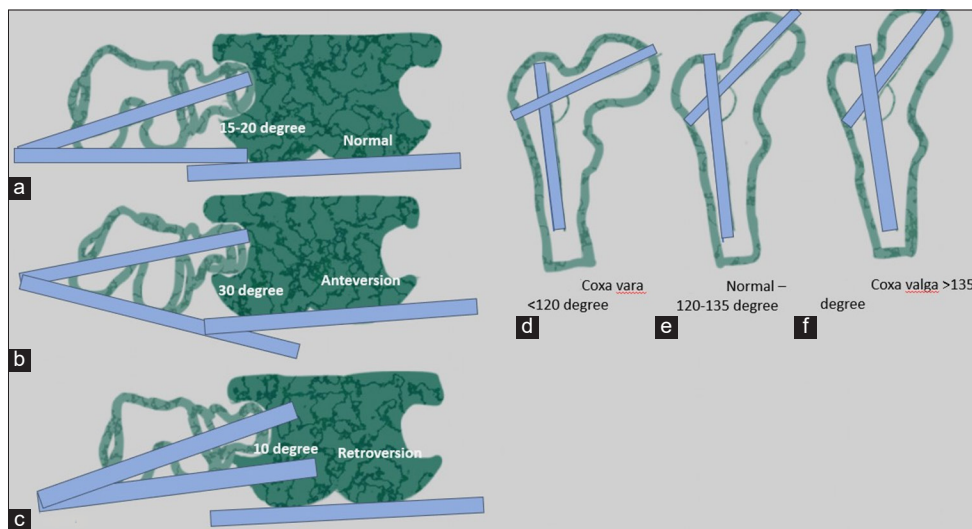 15-20 degree
Normal
a
30 degree
Anteversion
b
10 degree
Retroversion
c
Coxa vara
<120 degree
d
Normal –
120-135 degree
e
Coxa valga >135
degree
f